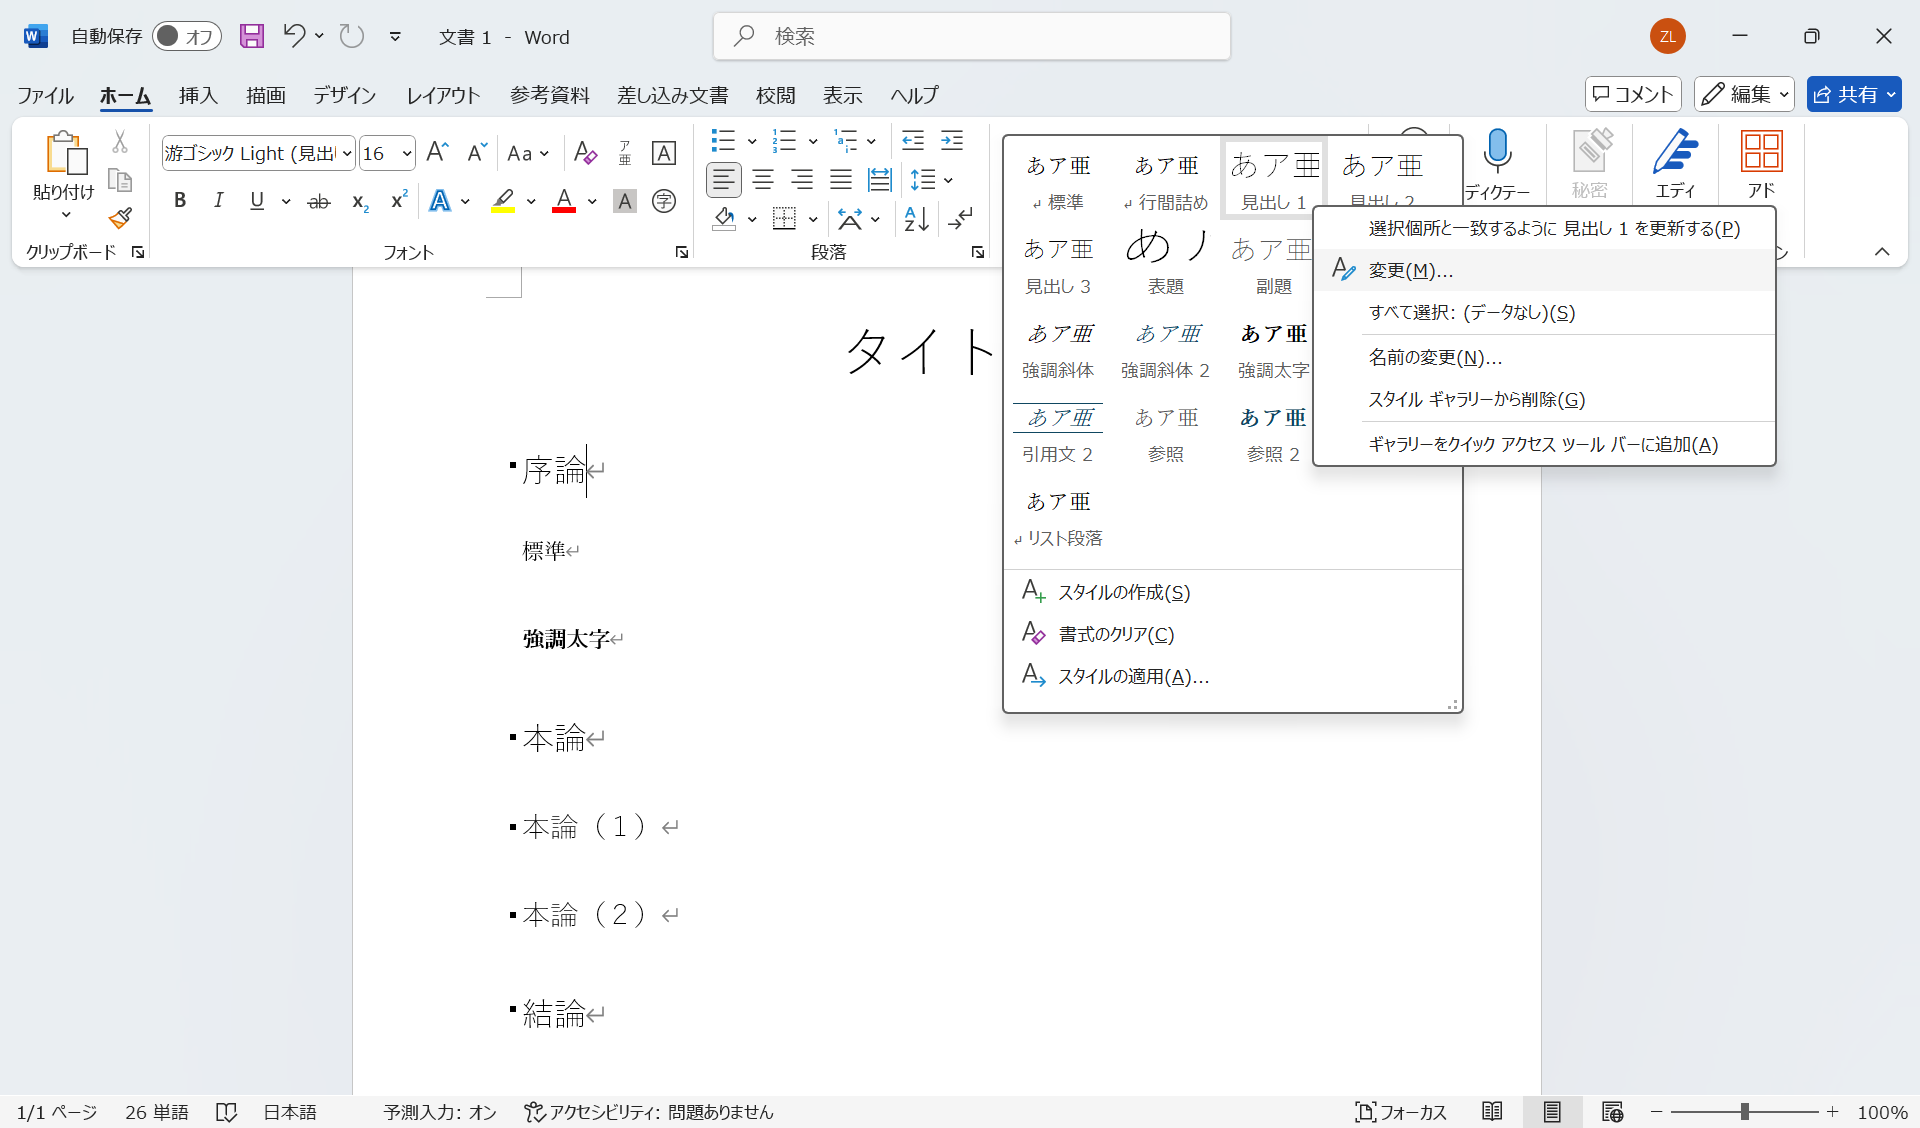 自動保存 オフ
文書 1 - Word
検索
ZL
ファイル ホーム 挿入 描画 デザイン レイアウト 参考資料 差し込み文書 校閲 表示 ヘルプ
コメント 編集 共有
貼り付け
クリップボード
游ゴシック Light (見出し 16
Aa
B I U ab x₂ x² A A A 字
フォント
段落
あア亜 あア亜 あア亜 あア亜
↲ 標準 ↲ 行間詰め 見出し 1 見出し 2
あア亜 あア亜
見出し 3 表題 副題
あア亜 あア亜 あア亜
強調斜体 強調斜体 2 強調太字
あア亜 あア亜 あア亜
引用文 2 参照 参照 2
あア亜
↲ リスト段落
スタイルの作成(S)
書式のクリア(C)
スタイルの適用(A)...
ディクテー 秘密 エディ アド
選択個所と一致するように 見出し 1 を更新する(P)
変更(M)...
すべて選択: (データなし)(S)
名前の変更(N)...
スタイル ギャラリーから削除(G)
ギャラリーをクイック アクセス ツール バーに追加(A)
タイト
序論
標準
強調太字
本論
本論（１）
本論（２）
結論
1/1 ページ 26 単語 日本語 予測入力: オン アクセシビリティ: 問題ありません フォーカス 100%